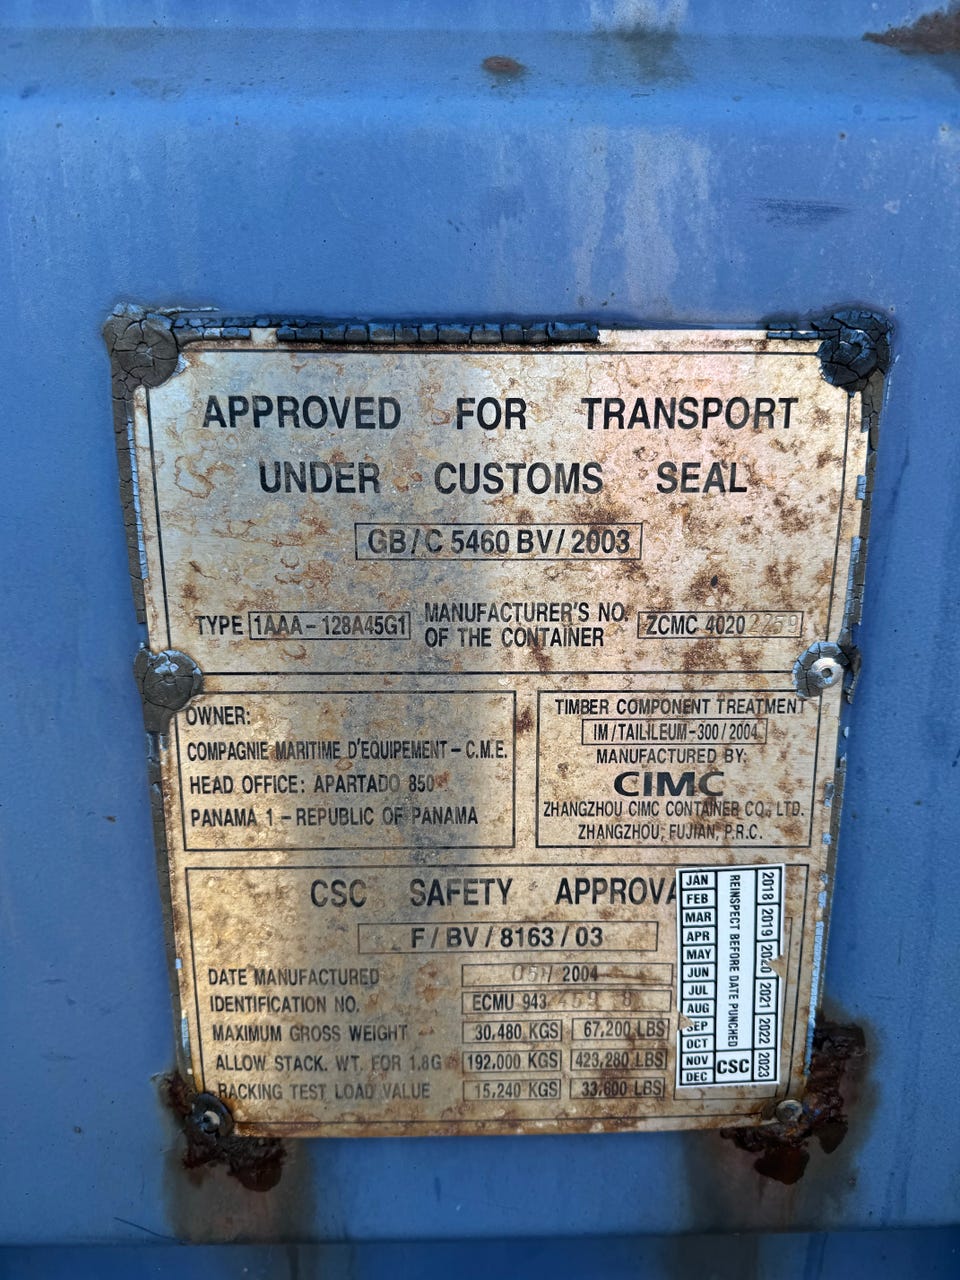 APPROVED FOR TRANSPORT
UNDER CUSTOMS SEAL
GB/C 5460 BV/2003
TYPE 1AAA-128A45G1 MANUFACTURER'S NO. OF THE CONTAINER ZCMC 4020 2259
OWNER:
COMPAGNIE MARITIME D'EQUIPEMENT - C.M.E.
HEAD OFFICE: APARTADO 850
PANAMA 1 - REPUBLIC OF PANAMA
TIMBER COMPONENT TREATMENT
IM/TAILILEUM-300/2004
MANUFACTURED BY:
CIMC
ZHANGZHOU CIMC CONTAINER CO., LTD.
ZHANGZHOU, FUJIAN, P.R.C.
CSC SAFETY APPROVA
F/BV/8163/03
DATE MANUFACTURED 05/ 2004
IDENTIFICATION NO. ECMU 943
MAXIMUM GROSS WEIGHT 30,480 KGS 67,200 LBS
ALLOW STACK. WT. FOR 1.8G 192,000 KGS 423,280 LBS
RACKING TEST LOAD VALUE 15,240 KGS 33,600 LBS
JAN
FEB
MAR
APR
MAY
JUN
JUL
AUG
SEP
OCT
NOV
DEC
REINSPECT BEFORE DATE PUNCHED
CSC
2018 2019 2020 2021 2022 2023